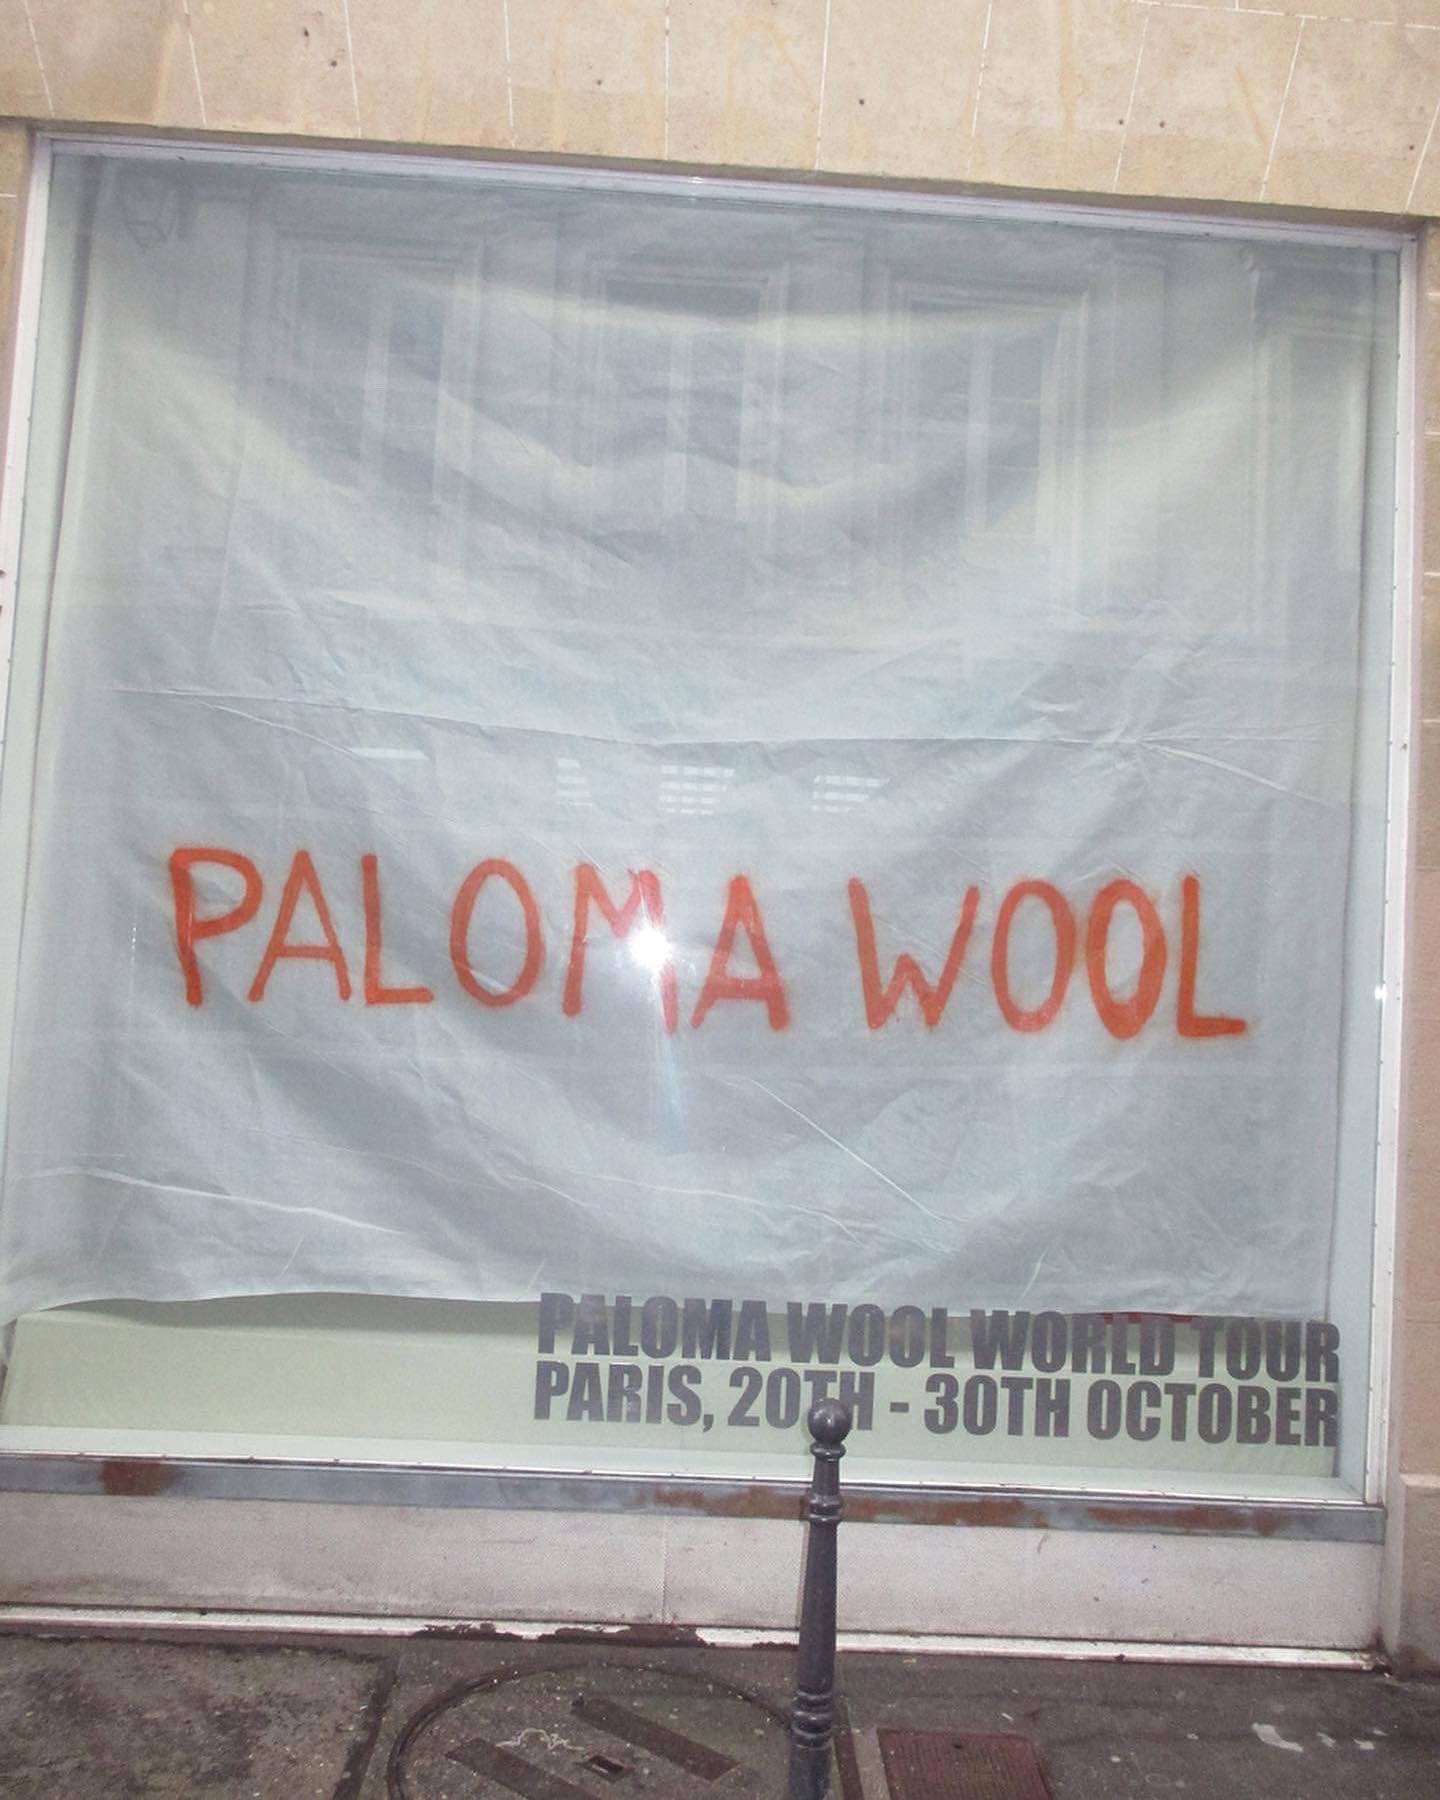 PALOMA WOOL
PALOMA WOOL WORLD TOUR
PARIS, 20TH - 30TH OCTOBER